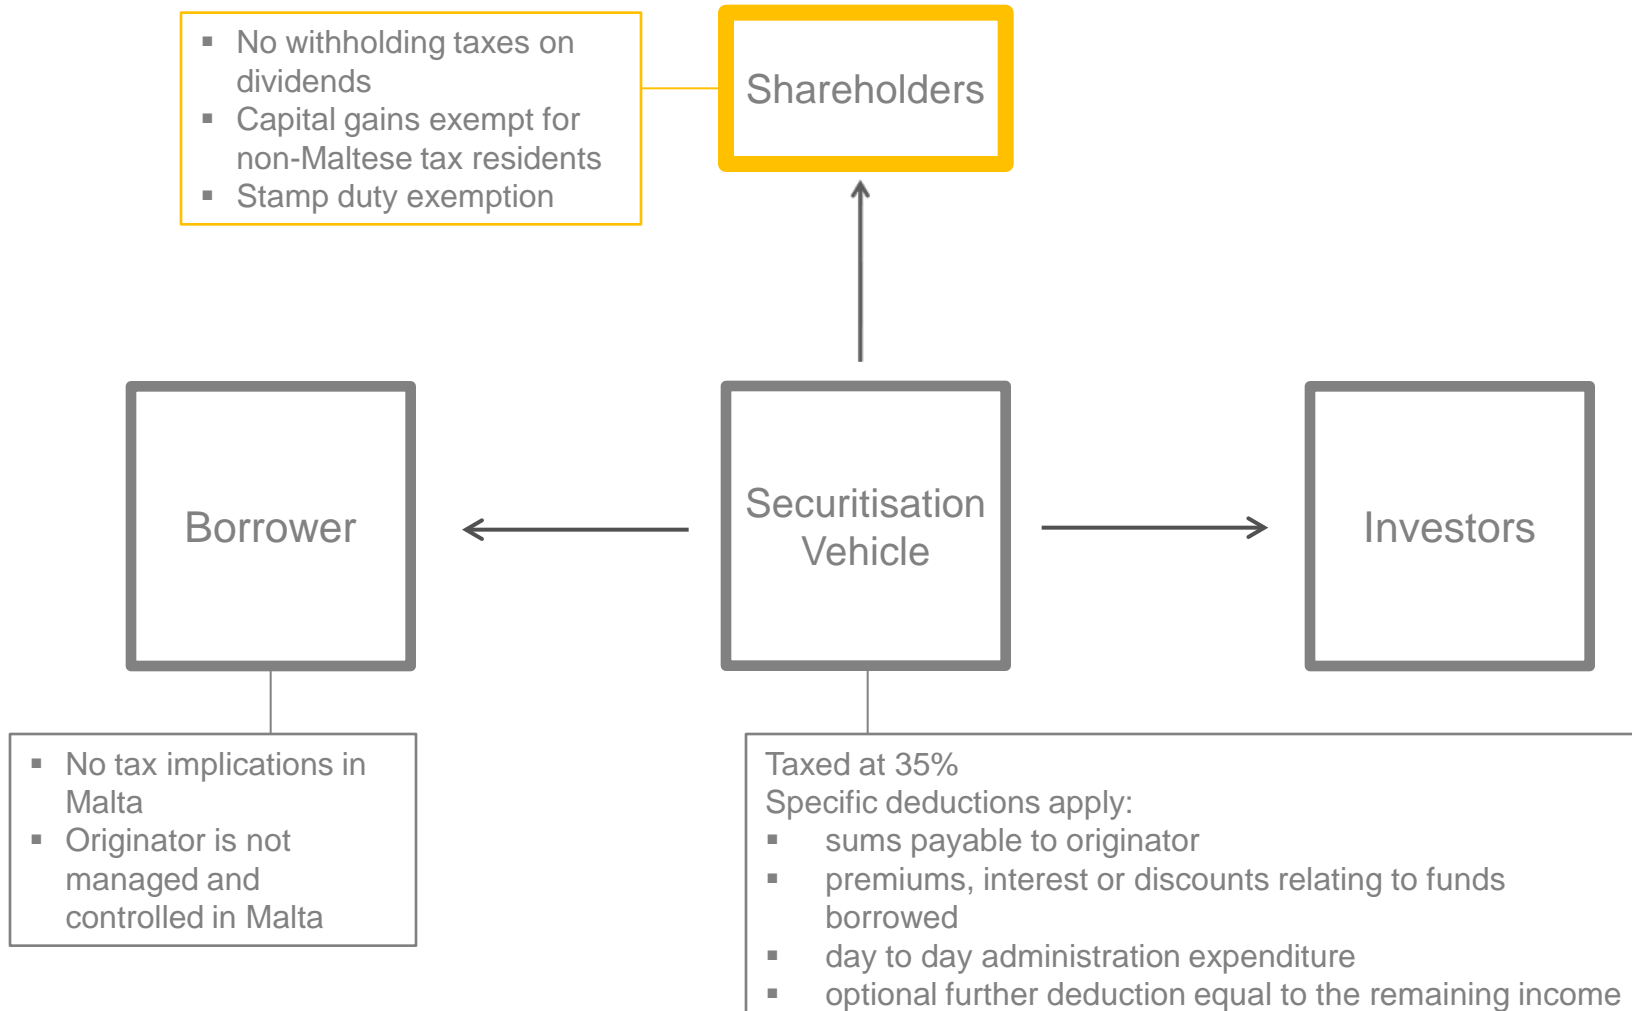 ▪ No withholding taxes on
dividends
▪ Capital gains exempt for
non-Maltese tax residents
▪ Stamp duty exemption
Shareholders
Borrower
Securitisation
Vehicle
Investors
▪ No tax implications in
Malta
▪ Originator is not
managed and
controlled in Malta
Taxed at 35%
Specific deductions apply:
▪ sums payable to originator
▪ premiums, interest or discounts relating to funds
borrowed
▪ day to day administration expenditure
▪ optional further deduction equal to the remaining income